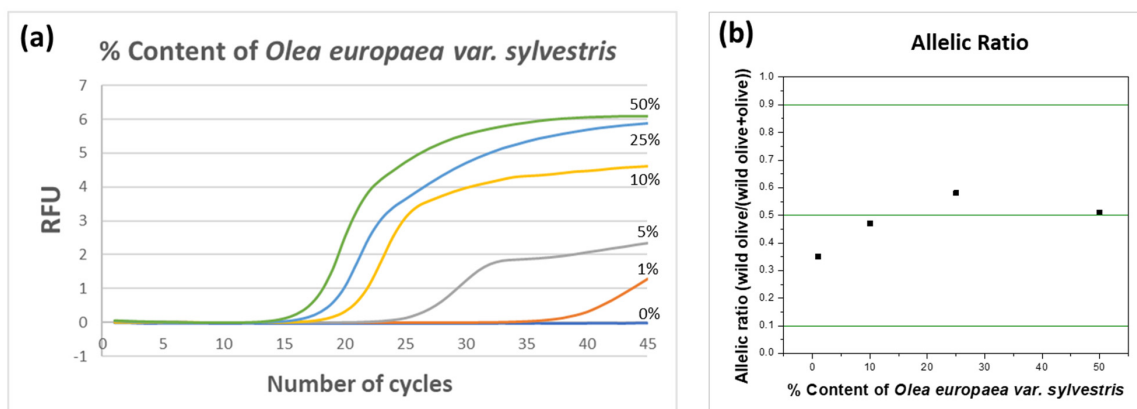 (a)
% Content of Olea europaea var. sylvestris
7
6
5
4
3
2
1
0
-1
RFU
50%
25%
10%
5%
1%
0%
0 5 10 15 20 25 30 35 40 45
Number of cycles
(b)
Allelic Ratio
Allelic ratio (wild olive/(wild olive+olive))
1.0
0.9
0.8
0.7
0.6
0.5
0.4
0.3
0.2
0.1
0.0
0 10 20 30 40 50
% Content of Olea europaea var. sylvestris